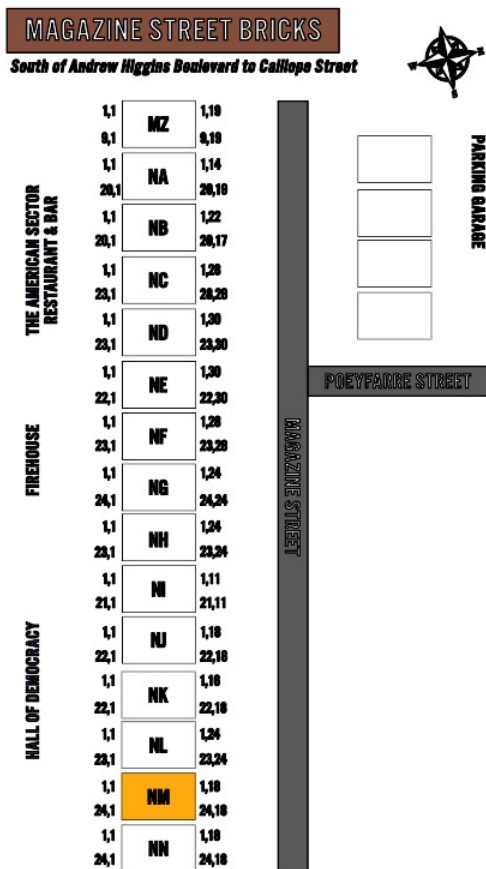 MAGAZINE STREET BRICKS
South of Andrew Higgins Boulevard to Calliope Street
N
E
S
W
1,1 MZ 1,19
9,1 9,19
1,1 NA 1,14
20,1 20,18
1,1 NB 1,22
20,1 20,17
1,1 NC 1,28
23,1 28,28
1,1 ND 1,30
23,1 23,30
1,1 NE 1,30
22,1 22,30
1,1 NF 1,28
23,1 23,28
1,1 NG 1,24
24,1 24,24
1,1 NH 1,24
23,1 23,24
1,1 NI 1,11
21,1 21,11
1,1 NJ 1,18
22,1 22,18
1,1 NK 1,16
22,1 22,18
1,1 NL 1,24
23,1 23,24
1,1 NM 1,18
24,1 24,18
1,1 NN 1,18
24,1 24,18
THE AMERICAN SECTOR
RESTAURANT & BAR
FIREHOUSE
HALL OF DEMOCRACY
MAGAZINE STREET
POEYFARRE STREET
PARKING GARAGE